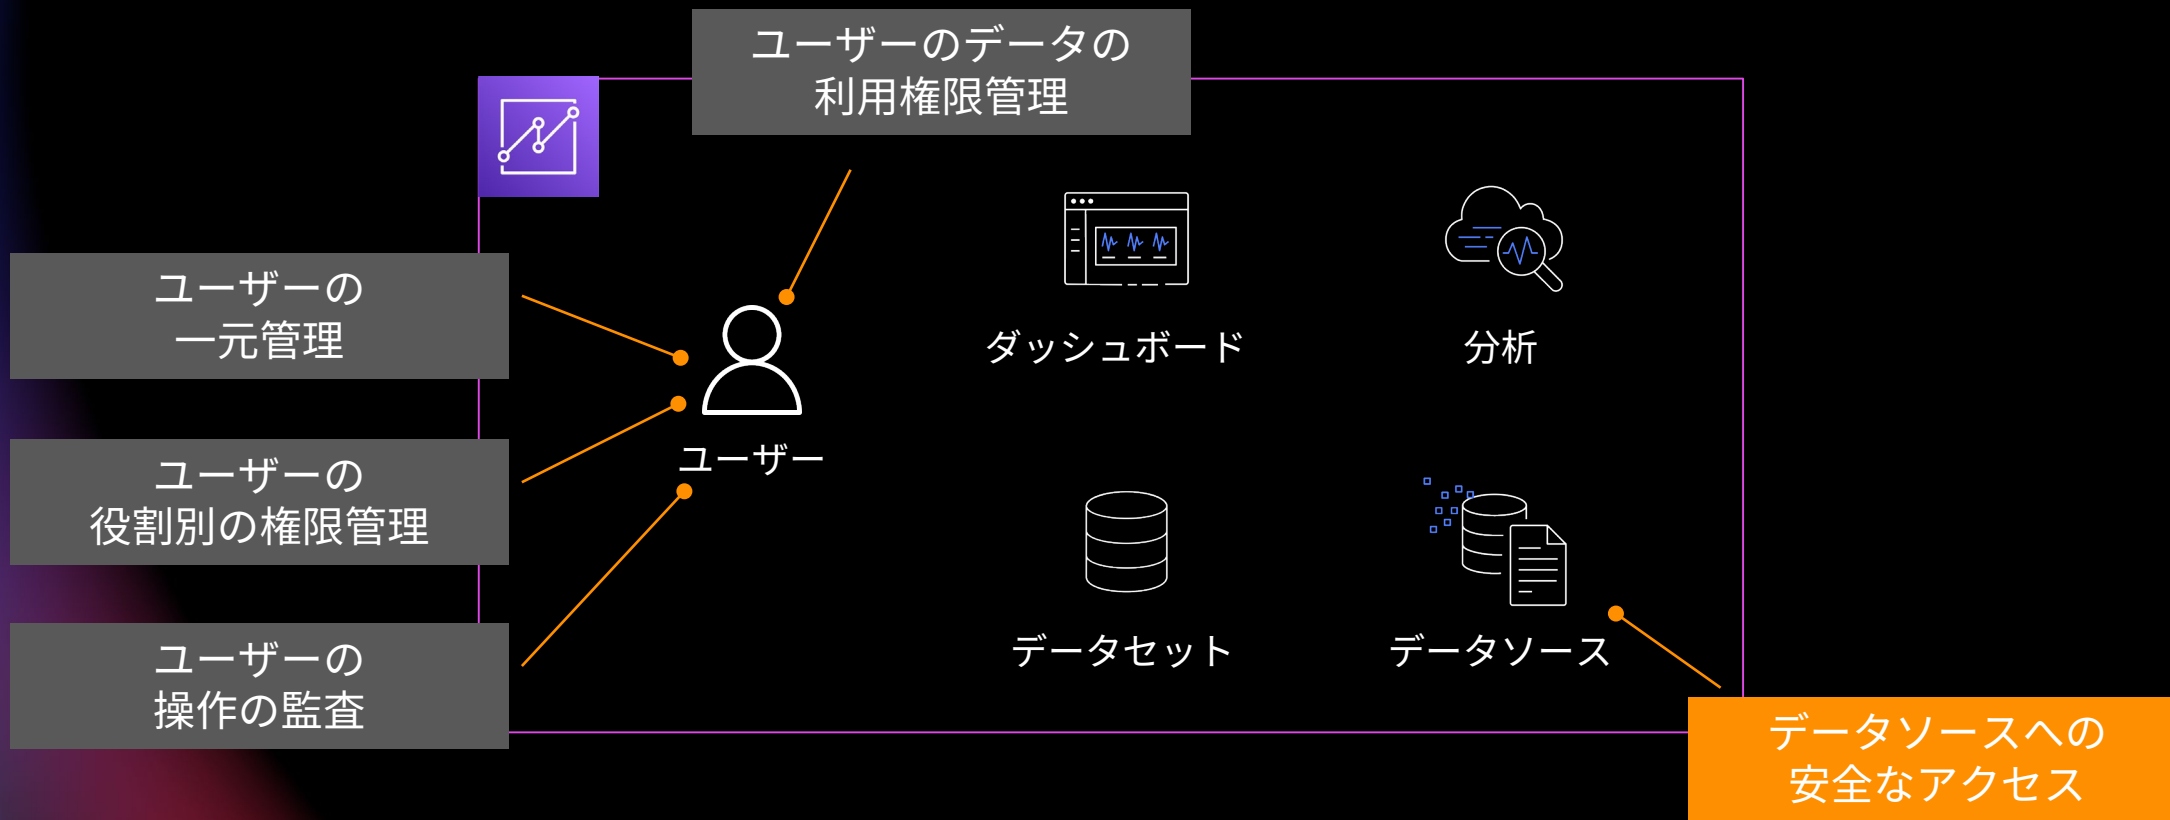 ユーザーのデータの
利用権限管理
ユーザーの
一元管理
ユーザーの
役割別の権限管理
ユーザーの
操作の監査
ユーザー
ダッシュボード
分析
データセット
データソース
データソースへの
安全なアクセス